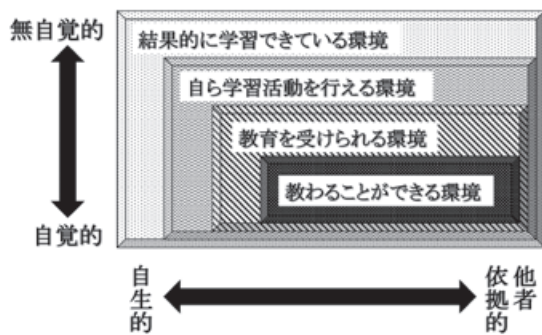 無自覚的
結果的に学習できている環境
自ら学習活動を行える環境
教育を受けられる環境
教わることができる環境
自覚的
自生的
他者
依拠的